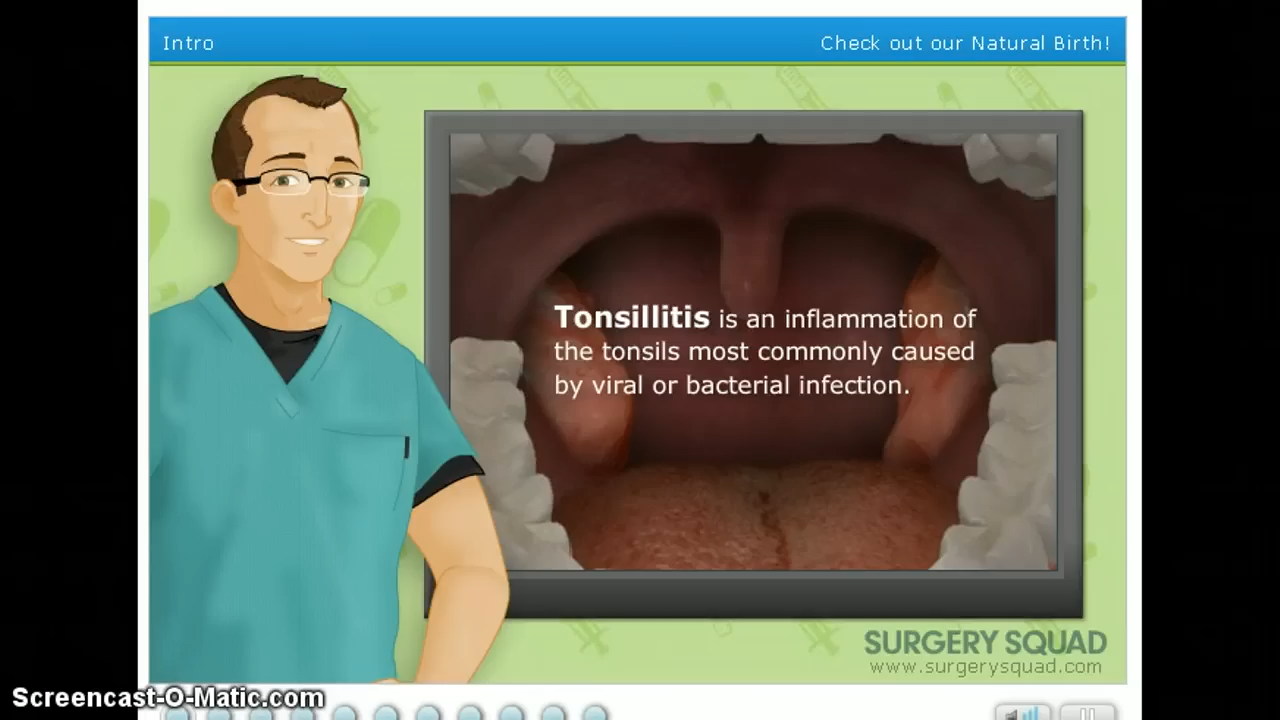 Intro
Check out our Natural Birth!
Tonsillitis is an inflammation of
the tonsils most commonly caused
by viral or bacterial infection.
SURGERY SQUAD
www.surgerysquad.com
Screencast-O-Matic.com